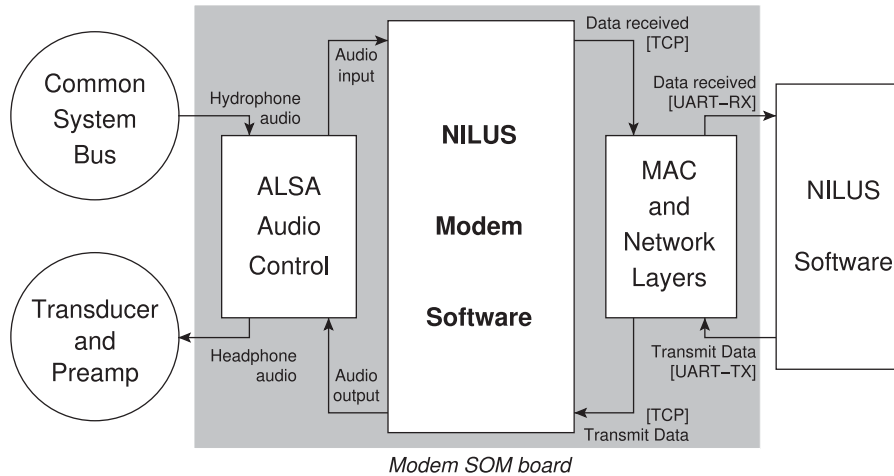 Common
System
Bus
Hydrophone
audio
Audio
input
ALSA
Audio
Control
NILUS
Modem
Software
Data received
[TCP]
Data received
[UART–RX]
MAC
and
Network
Layers
NILUS
Software
Transducer
and
Preamp
Headphone
audio
Audio
output
[TCP]
Transmit Data
Transmit Data
[UART–TX]
Modem SOM board